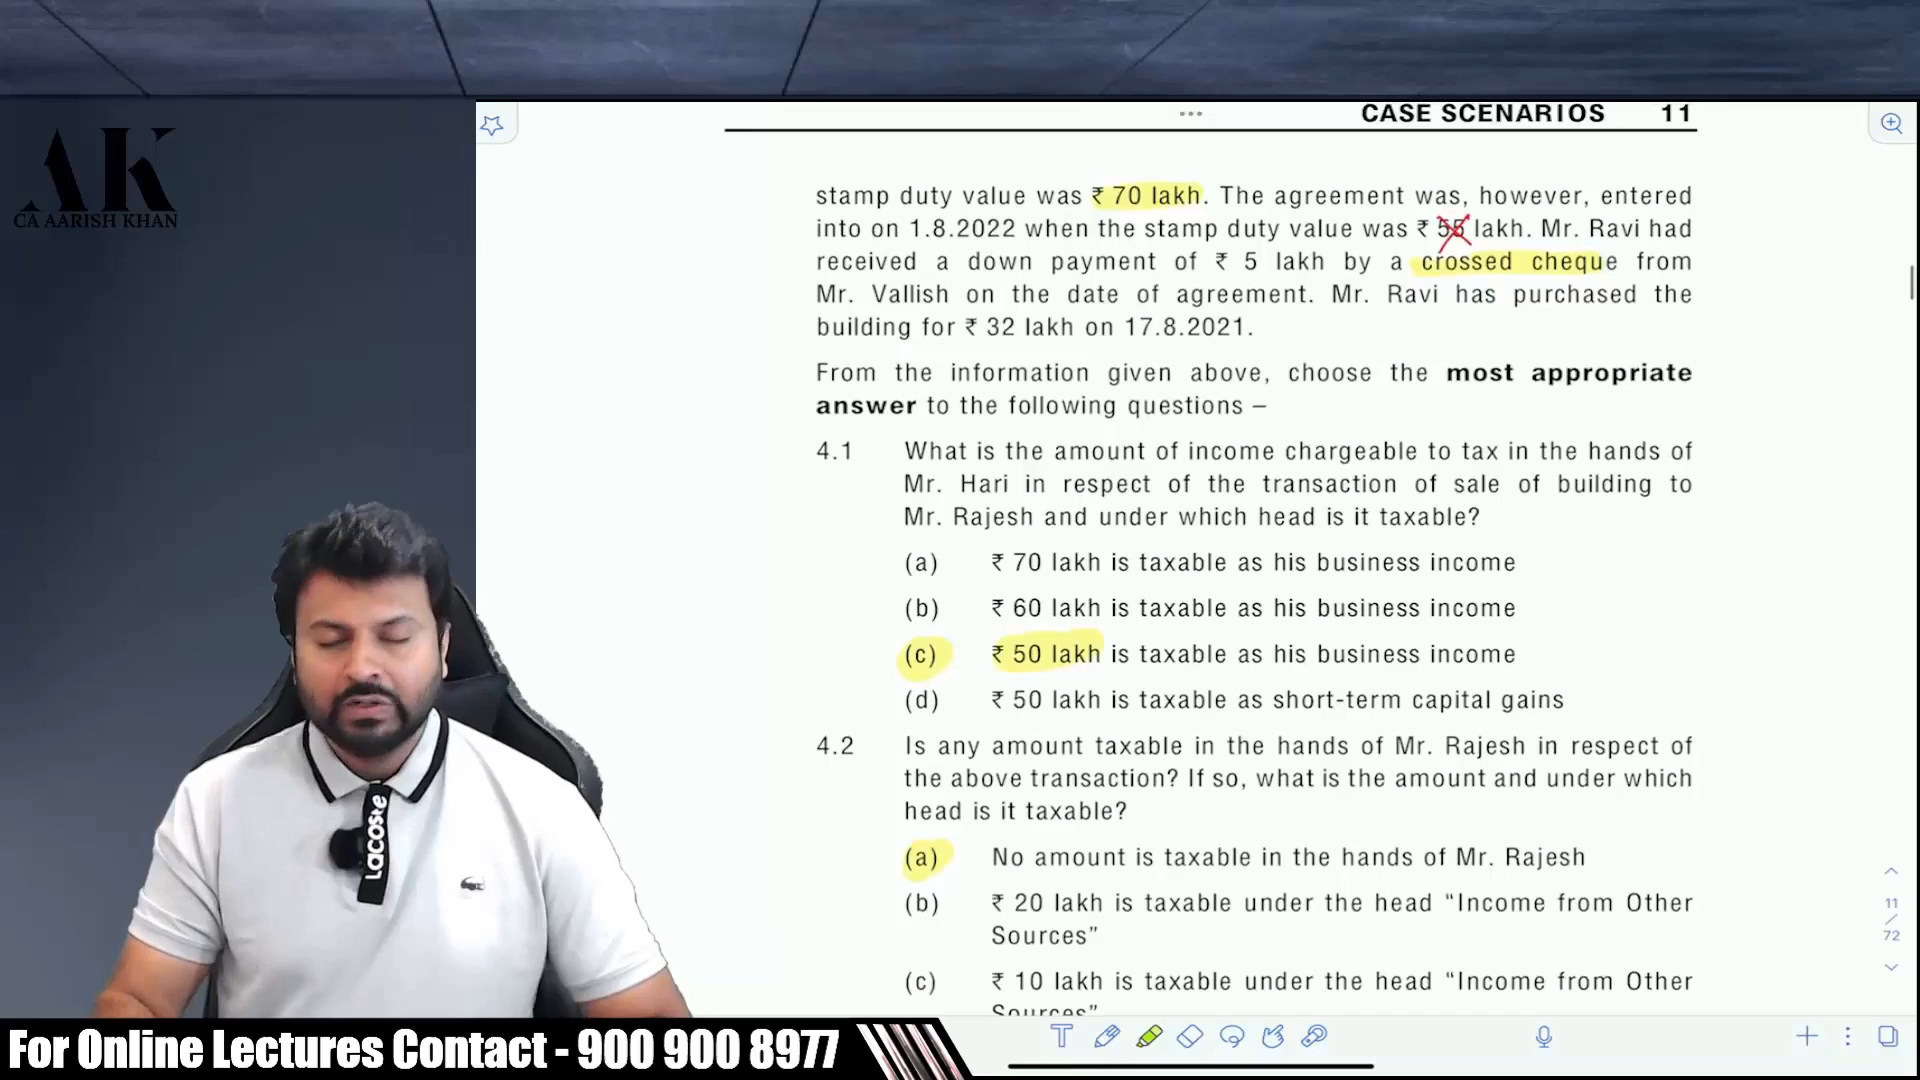 AK
CA AARISH KHAN
CASE SCENARIOS 11
stamp duty value was ₹ 70 lakh. The agreement was, however, entered
into on 1.8.2022 when the stamp duty value was ₹ 55 lakh. Mr. Ravi had
received a down payment of ₹ 5 lakh by a crossed cheque from
Mr. Vallish on the date of agreement. Mr. Ravi has purchased the
building for ₹ 32 lakh on 17.8.2021.
From the information given above, choose the most appropriate
answer to the following questions –
4.1 What is the amount of income chargeable to tax in the hands of
Mr. Hari in respect of the transaction of sale of building to
Mr. Rajesh and under which head is it taxable?
(a) ₹ 70 lakh is taxable as his business income
(b) ₹ 60 lakh is taxable as his business income
(c) ₹ 50 lakh is taxable as his business income
(d) ₹ 50 lakh is taxable as short-term capital gains
4.2 Is any amount taxable in the hands of Mr. Rajesh in respect of
the above transaction? If so, what is the amount and under which
head is it taxable?
(a) No amount is taxable in the hands of Mr. Rajesh
(b) ₹ 20 lakh is taxable under the head “Income from Other
Sources”
(c) ₹ 10 lakh is taxable under the head “Income from Other
Sources”
11
/
72
Lacoste
For Online Lectures Contact - 900 900 8977